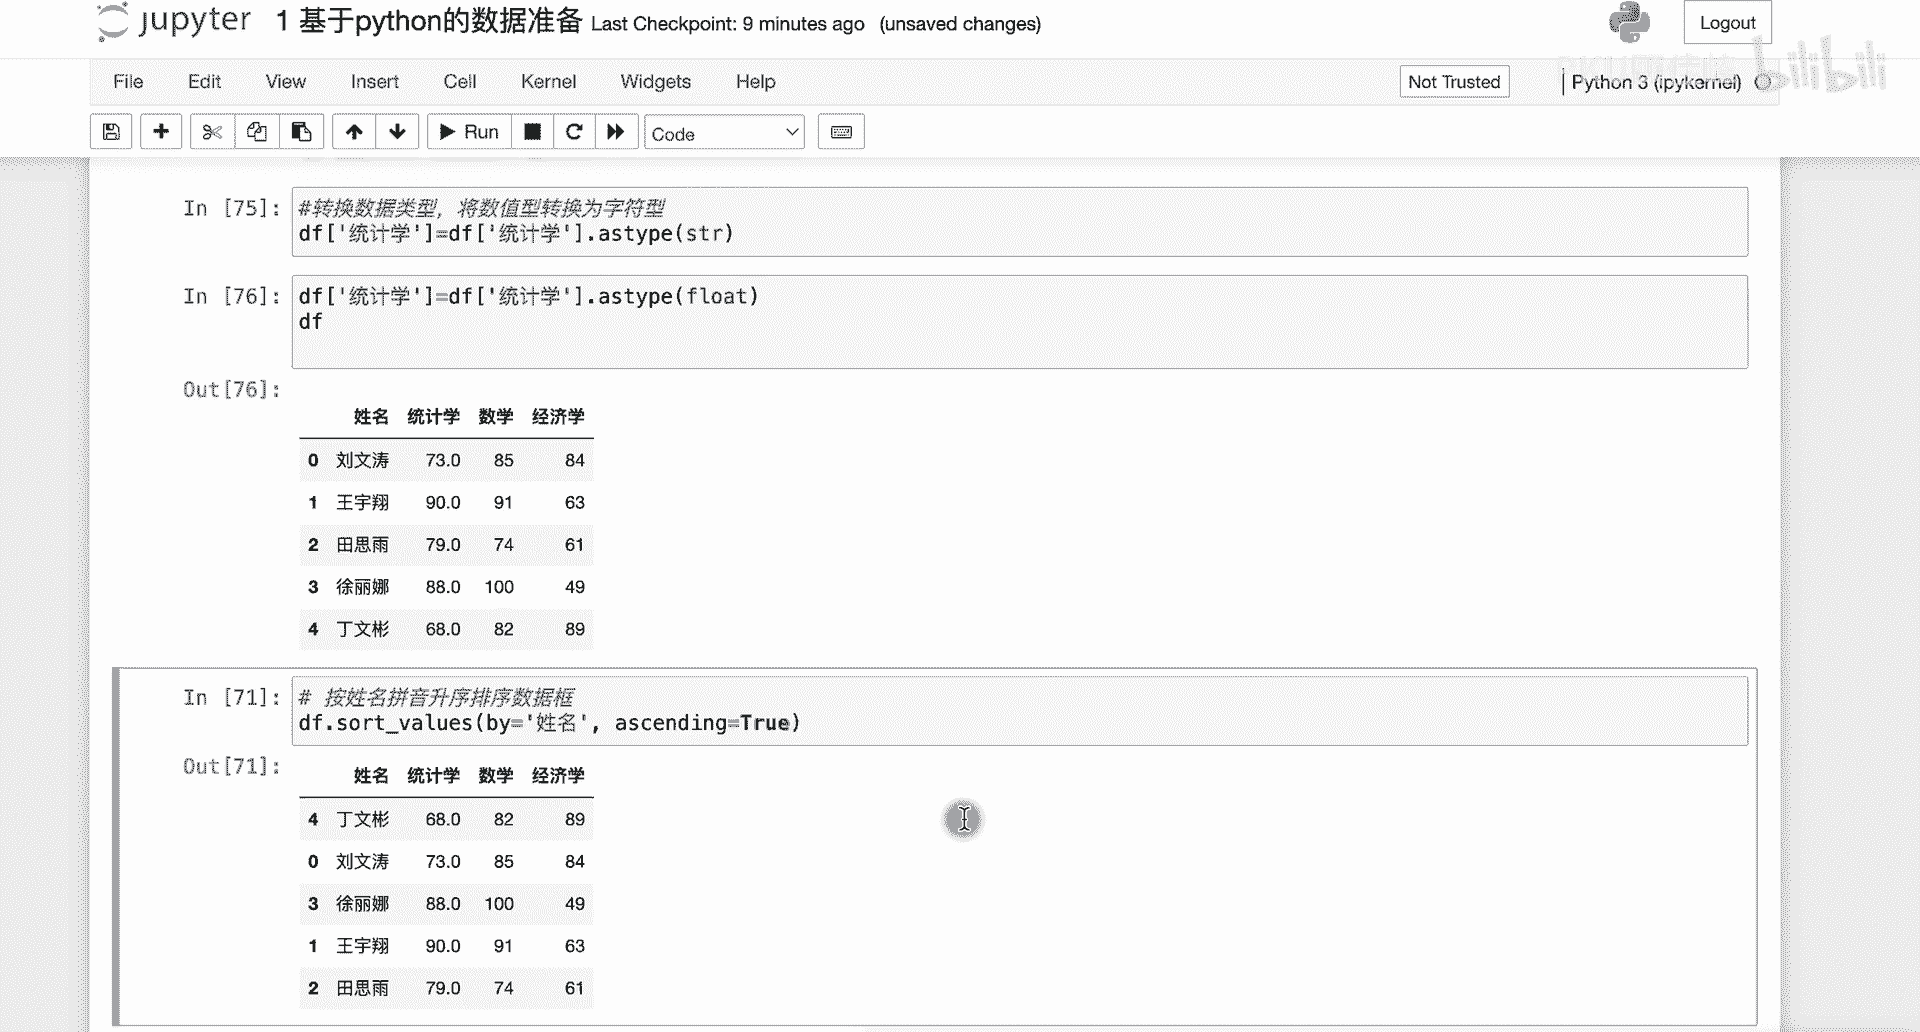 jupyter 1 基于python的数据准备 Last Checkpoint: 9 minutes ago (unsaved changes)
Logout
File Edit View Insert Cell Kernel Widgets Help
Not Trusted
Python 3 (ipykernel)
bilibili
Run
Code
In [75]:
#转换数据类型，将数值型转换为字符型
df['统计学']=df['统计学'].astype(str)
In [76]:
df['统计学']=df['统计学'].astype(float)
df
Out[76]:
姓名 统计学 数学 经济学
0 刘文涛 73.0 85 84
1 王宇翔 90.0 91 63
2 田思雨 79.0 74 61
3 徐丽娜 88.0 100 49
4 丁文彬 68.0 82 89
In [71]:
# 按姓名拼音升序排序数据框
df.sort_values(by='姓名', ascending=True)
Out[71]:
姓名 统计学 数学 经济学
4 丁文彬 68.0 82 89
0 刘文涛 73.0 85 84
3 徐丽娜 88.0 100 49
1 王宇翔 90.0 91 63
2 田思雨 79.0 74 61